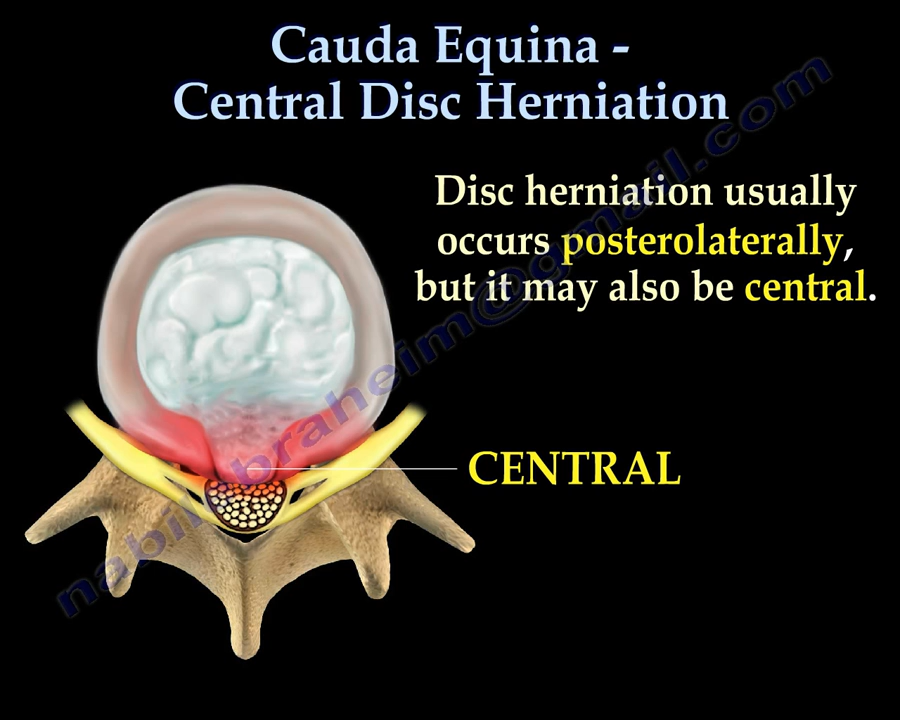 Cauda Equina -
Central Disc Herniation
Disc herniation usually
occurs posterolaterally,
but it may also be central.
CENTRAL
nabilebraheim@gmail.com